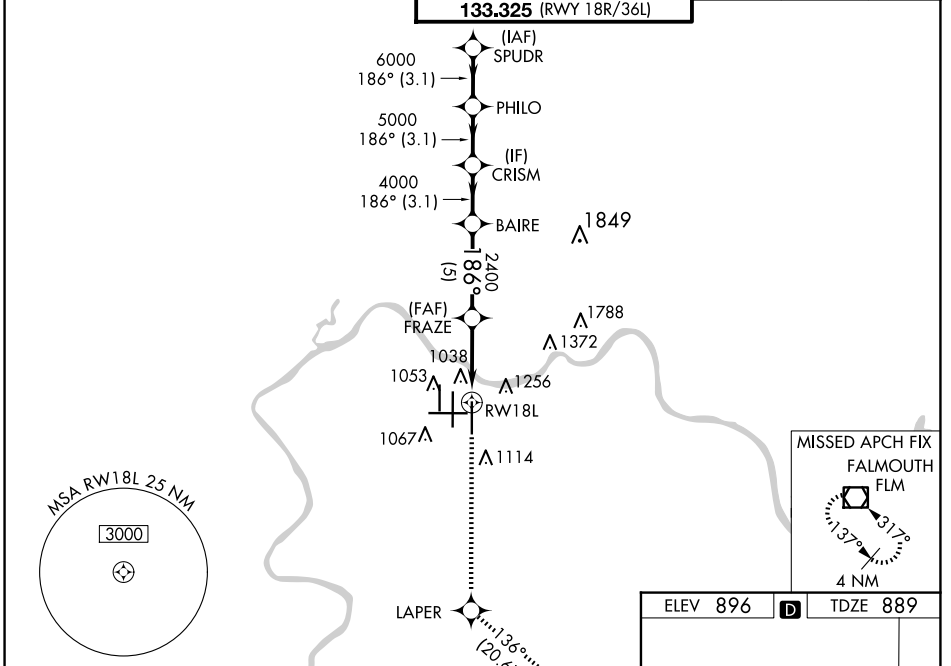 133.325 (RWY 18R/36L)
(IAF)
SPUDR
6000
186° (3.1)
PHILO
5000
186° (3.1)
(IF)
CRISM
4000
186° (3.1)
BAIRE
1849
2400
186°
(5)
(FAF)
FRAZE
1788
1372
1038
1053
1256
RW18L
1067
1114
MISSED APCH FIX
FALMOUTH
FLM
317°
137°
4 NM
MSA RW18L 25 NM
3000
LAPER
136°
ELEV 896 D TDZE 889